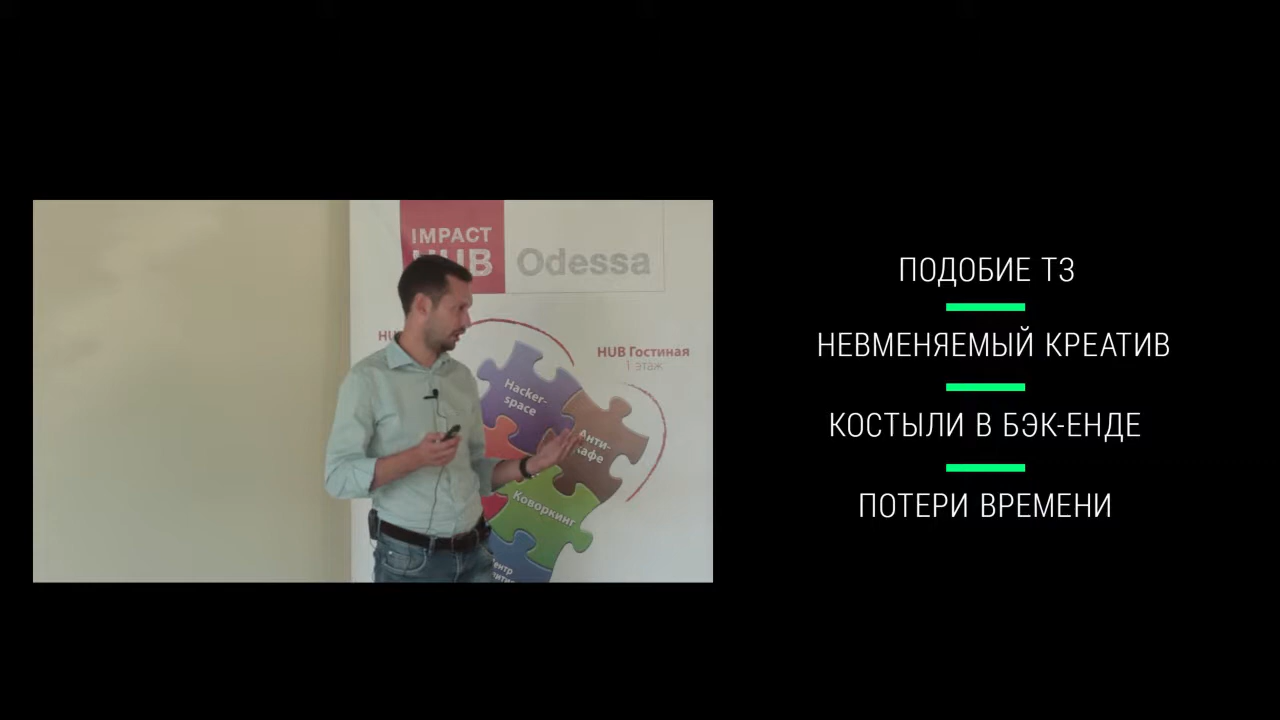 IMPACT
HUB
Odessa
HUB Гостиная
1 этаж
Hacker-
space
Анти-
кафе
Коворкинг
ПОДОБИЕ ТЗ
НЕВМЕНЯЕМЫЙ КРЕАТИВ
КОСТЫЛИ В БЭК-ЕНДЕ
ПОТЕРИ ВРЕМЕНИ